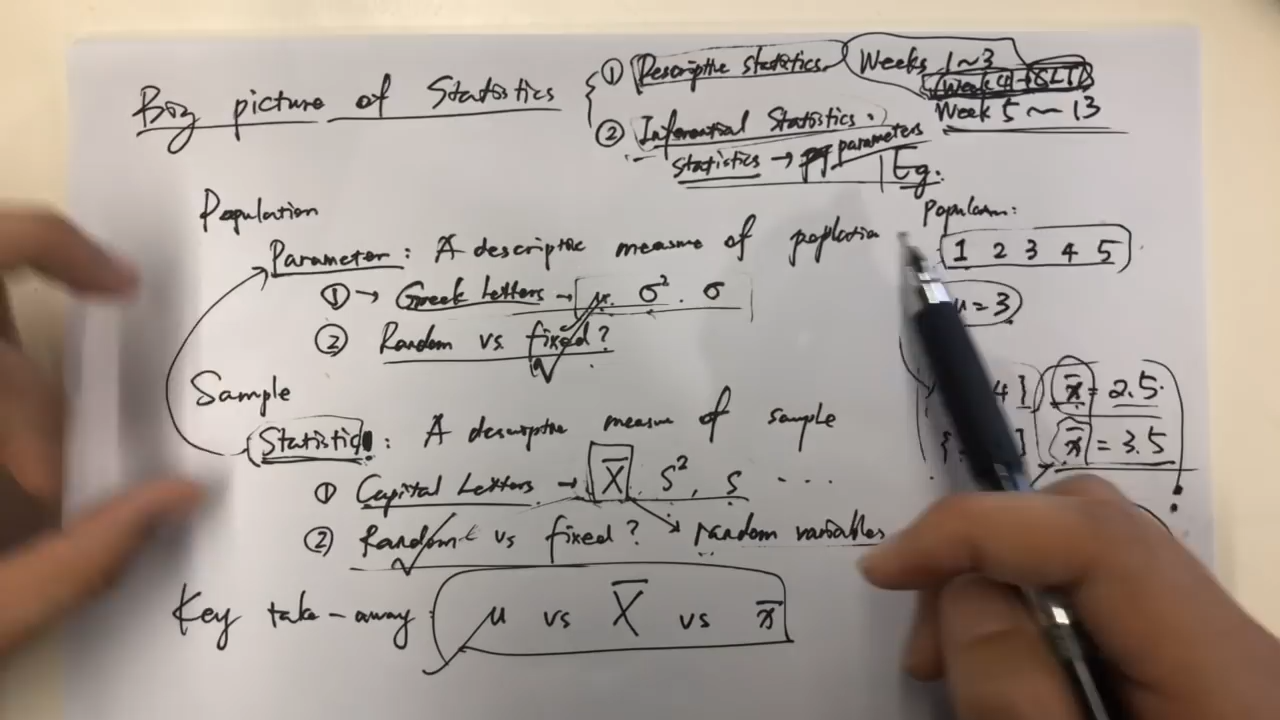 Big picture of Statistics
① Descriptive statistics. Weeks 1~3
(Week 4 →
② Inferential Statistics. Week 5 ~ 13
Statistics → parameters
Eg.
Population
Population:
1 2 3 4 5
Parameter: A descriptive measure of poplation
① → Greek Letters → μ. σ². σ
= 3
② Random vs fixed?
Sample
4} x̄ = 2.5.
Statistic: A descriptive measure of sample
{ ] x̄ = 3.5
① Capital Letters → X̄. S², S ....
② Random vs fixed? random variables
Key take-away: μ vs X̄ vs x̄